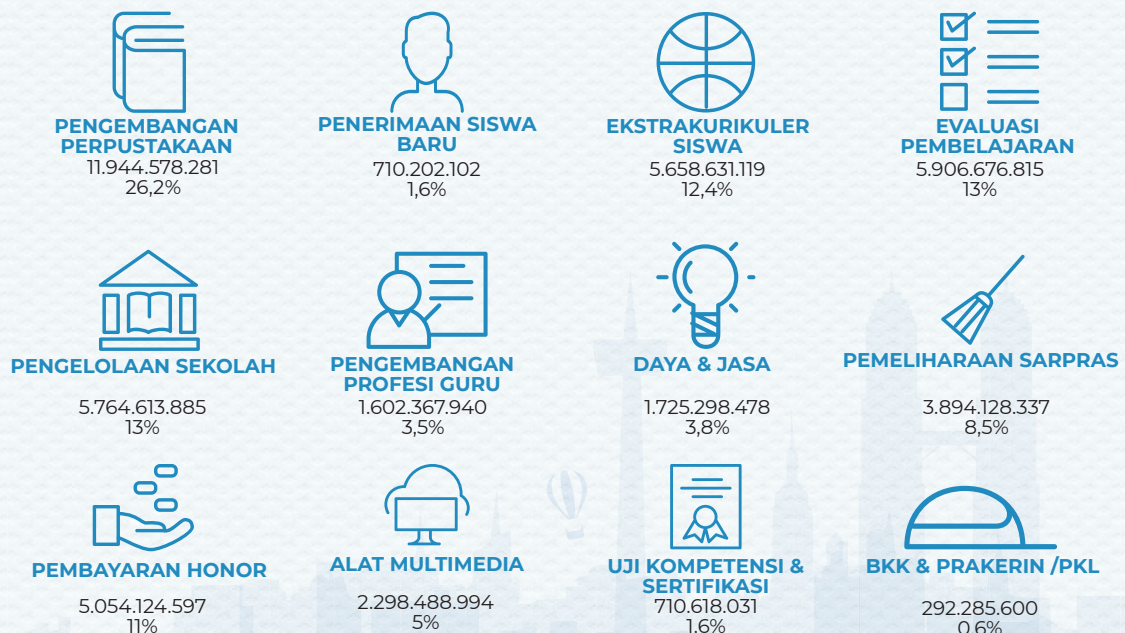 PENGEMBANGAN
PERPUSTAKAAN
11.944.578.281
26,2%
PENERIMAAN SISWA
BARU
710.202.102
1,6%
EKSTRAKURIKULER
SISWA
5.658.631.119
12,4%
EVALUASI
PEMBELAJARAN
5.906.676.815
13%
PENGELOLAAN SEKOLAH
5.764.613.885
13%
PENGEMBANGAN
PROFESI GURU
1.602.367.940
3,5%
DAYA & JASA
1.725.298.478
3,8%
PEMELIHARAAN SARPRAS
3.894.128.337
8,5%
PEMBAYARAN HONOR
5.054.124.597
11%
ALAT MULTIMEDIA
2.298.488.994
5%
UJI KOMPETENSI &
SERTIFIKASI
710.618.031
1,6%
BKK & PRAKERIN /PKL
292.285.600
0,6%